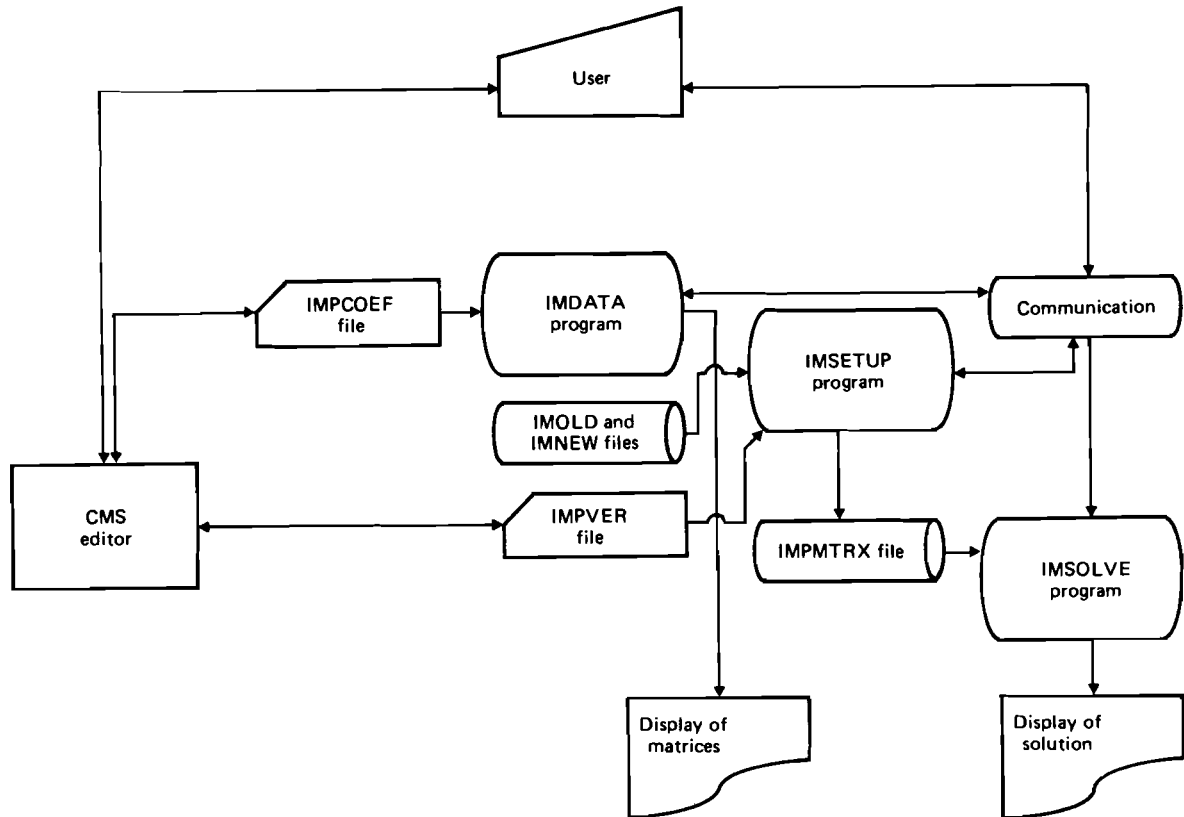 User
IMPCOEF
file
IMDATA
program
Communication
IMSETUP
program
IMOLD and
IMNEW files
CMS
editor
IMPVER
file
IMPMTRX file
IMSOLVE
program
Display of
matrices
Display of
solution